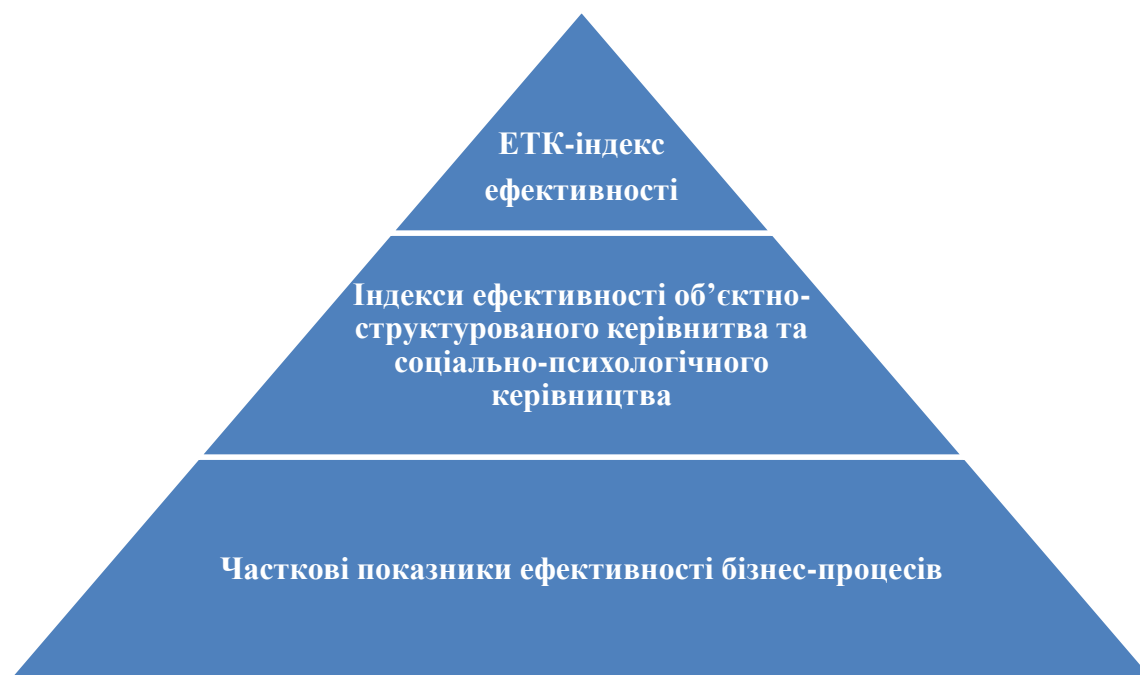 ЕТК-індекс
ефективності
Індекси ефективності об’єктно-
структурованого керівнитва та
соціально-психологічного
керівництва
Часткові показники ефективності бізнес-процесів